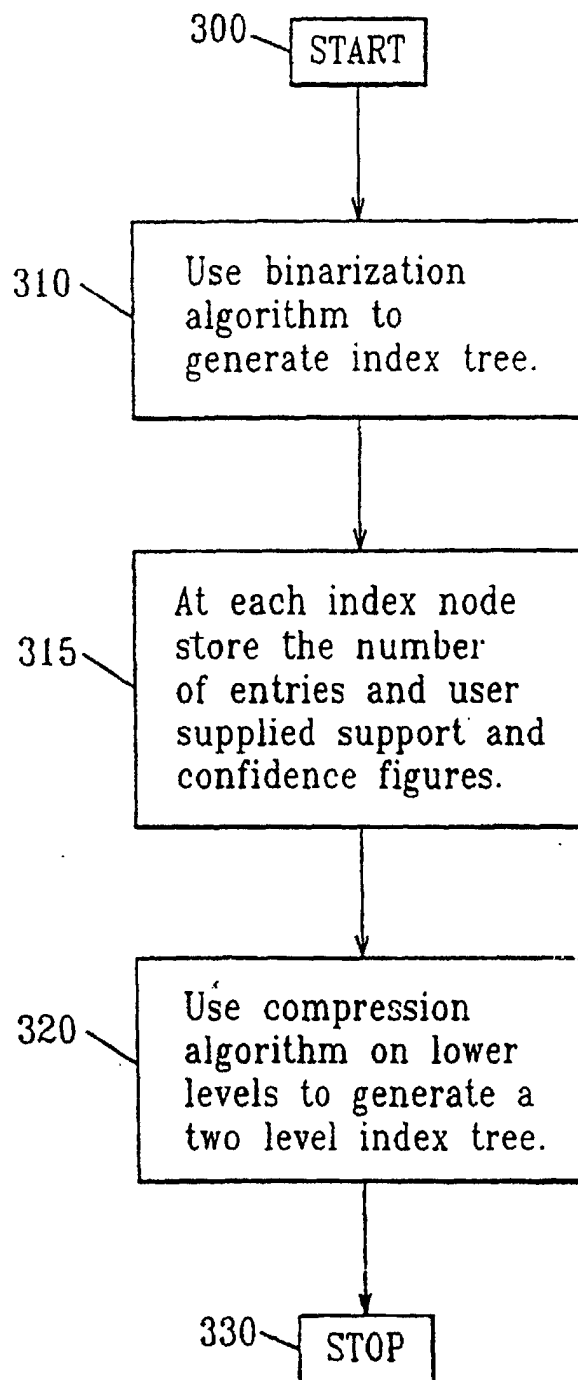 300
START
310
Use binarization
algorithm to
generate index tree.
315
At each index node
store the number
of entries and user
supplied support and
confidence figures.
320
Use compression
algorithm on lower
levels to generate a
two level index tree.
330
STOP